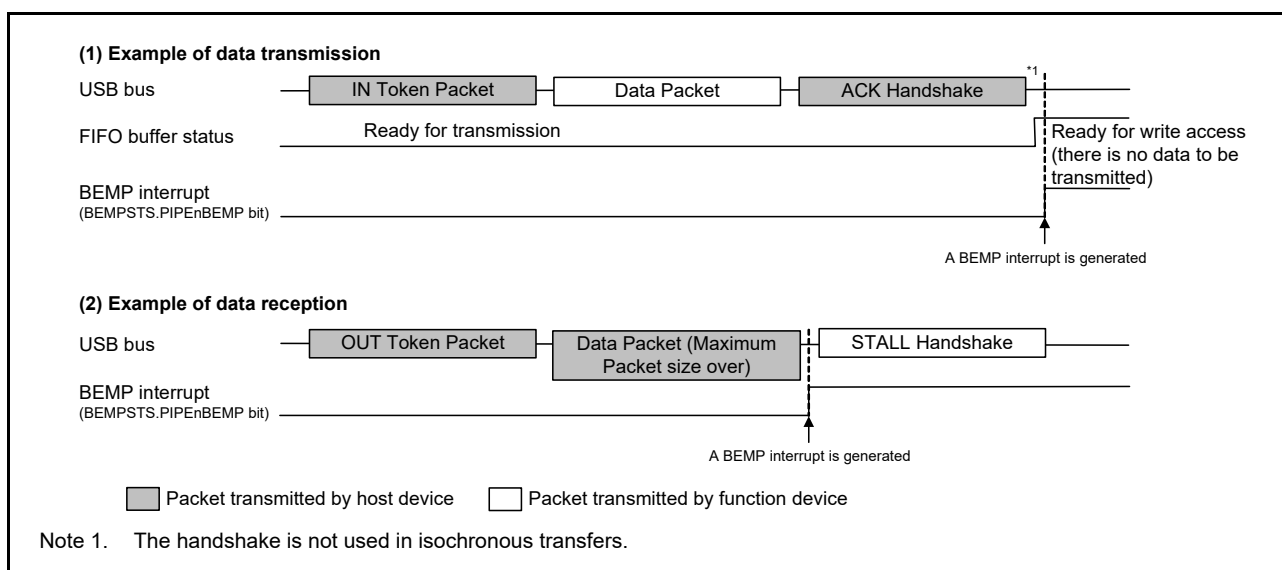 (1) Example of data transmission
USB bus
IN Token Packet
Data Packet
ACK Handshake
*1
FIFO buffer status
Ready for transmission
Ready for write access
(there is no data to be
transmitted)
BEMP interrupt
(BEMPSTS.PIPEnBEMP bit)
A BEMP interrupt is generated
(2) Example of data reception
USB bus
OUT Token Packet
Data Packet (Maximum
Packet size over)
STALL Handshake
BEMP interrupt
(BEMPSTS.PIPEnBEMP bit)
A BEMP interrupt is generated
Packet transmitted by host device
Packet transmitted by function device
Note 1. The handshake is not used in isochronous transfers.